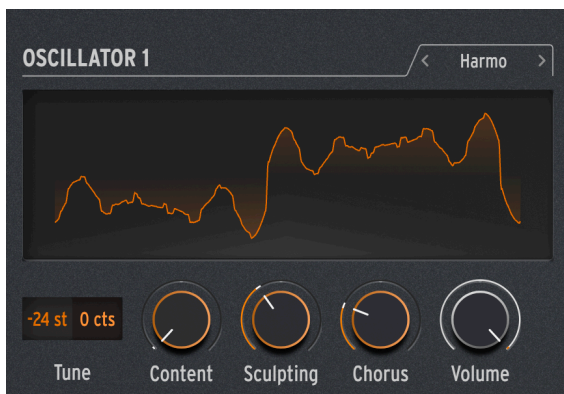 OSCILLATOR 1
< Harmo >
-24 st 0 cts
Tune Content Sculpting Chorus Volume